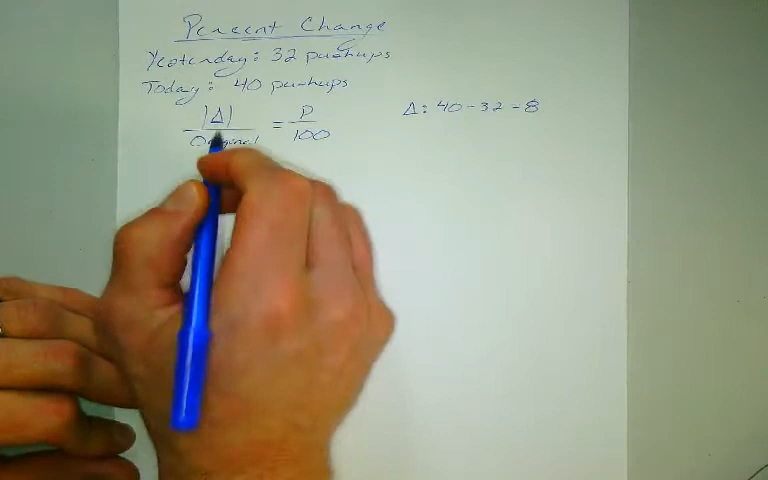 Percent Change
Yesterday: 32 pushups
Today: 40 pushups
|Δ| / Original = P / 100
Δ: 40 - 32 = 8